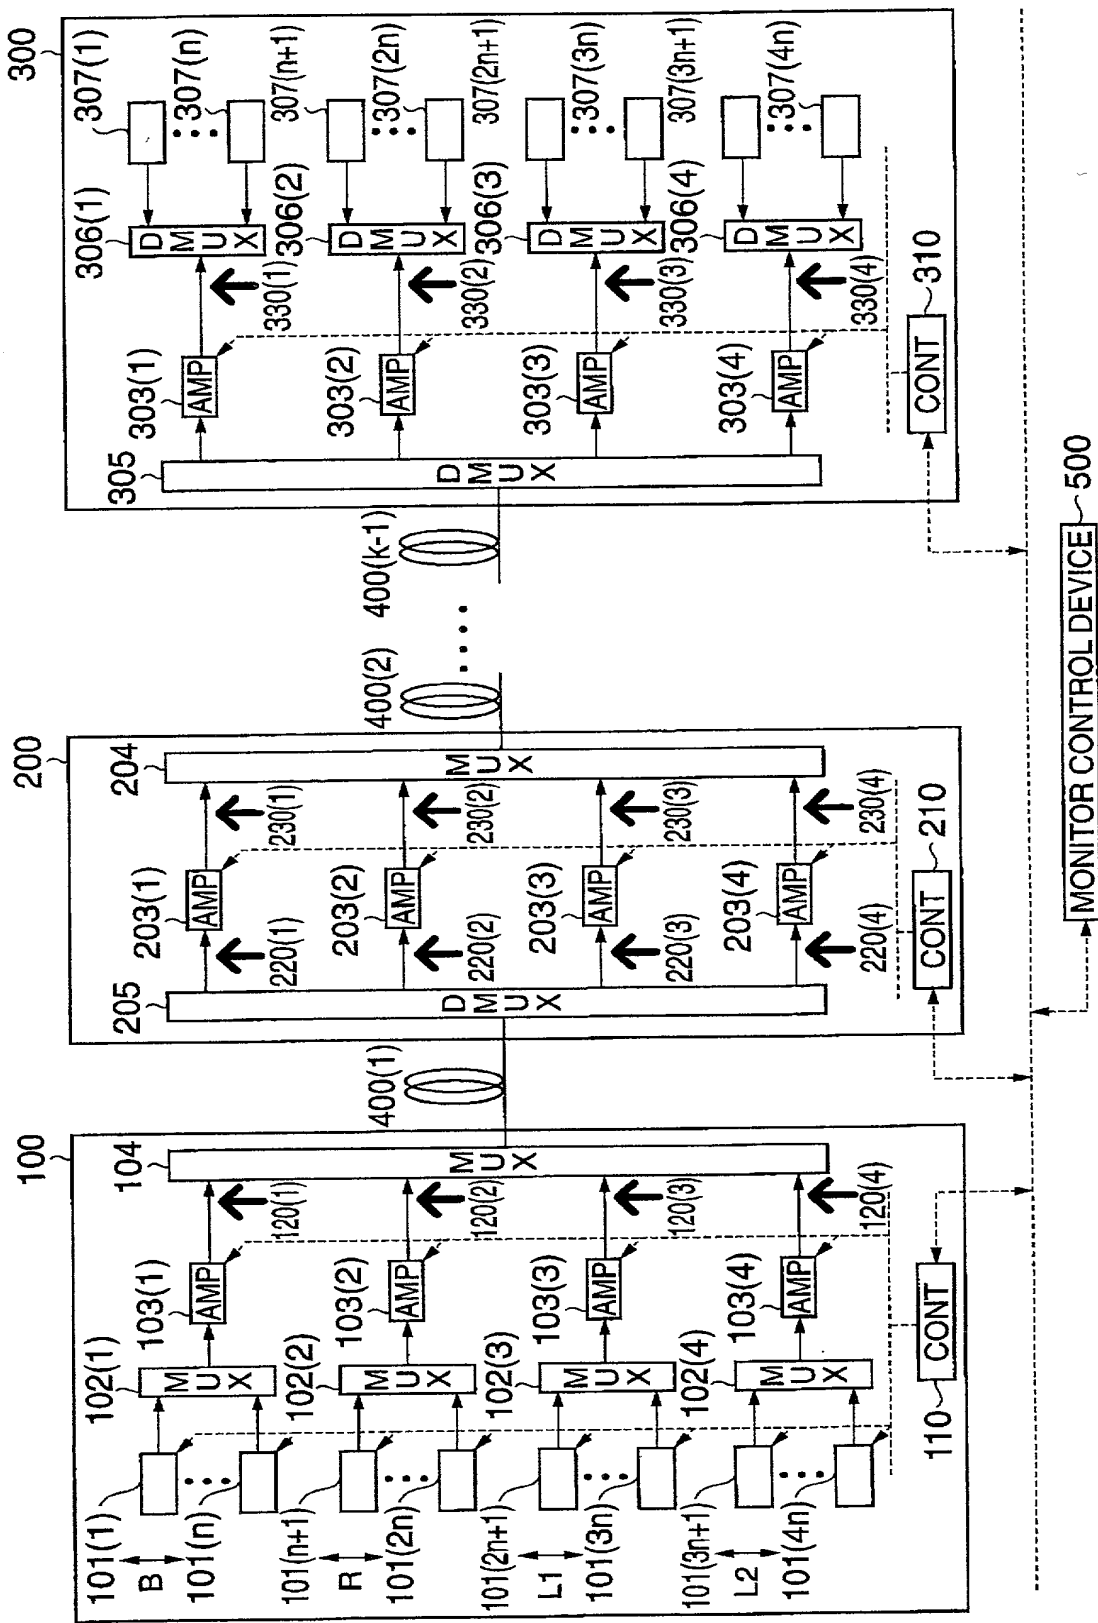 100
101(1)
B
101(n)
101(n+1)
R
101(2n)
101(2n+1)
L1
101(3n)
101(3n+1)
L2
101(4n)
102(1)
MUX
102(2)
MUX
102(3)
MUX
102(4)
MUX
103(1)
AMP
103(2)
AMP
103(3)
AMP
103(4)
AMP
120(1)
120(2)
120(3)
120(4)
104
MUX
110
CONT
400(1)
200
205
DMUX
220(1)
220(2)
220(3)
220(4)
203(1)
AMP
203(2)
AMP
203(3)
AMP
203(4)
AMP
230(1)
230(2)
230(3)
230(4)
204
MUX
210
CONT
400(2)
400(k-1)
300
305
DMUX
303(1)
AMP
303(2)
AMP
303(3)
AMP
303(4)
AMP
330(1)
330(2)
330(3)
330(4)
306(1)
DMUX
306(2)
DMUX
306(3)
DMUX
306(4)
DMUX
307(1)
307(n)
307(n+1)
307(2n)
307(2n+1)
307(3n)
307(3n+1)
307(4n)
310
CONT
MONITOR CONTROL DEVICE
500